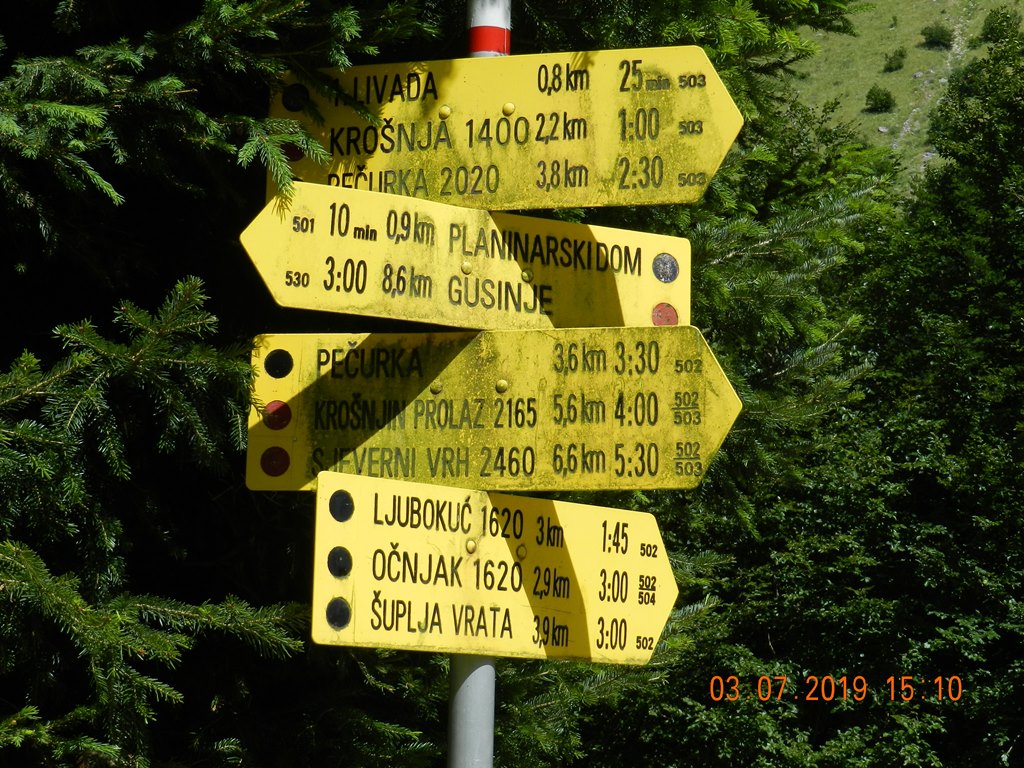 LIVADA 0,8 km 25 min 503
KROŠNJA 1400 2,2 km 1:00 503
PEČURKA 2020 3,8 km 2:30 503
501 10 min 0,9 km PLANINARSKI DOM
530 3:00 8,6 km GUSINJE
PEČURKA 3,6 km 3:30 502
KROŠNJIN PROLAZ 2165 5,6 km 4:00 502 503
SJEVERNI VRH 2460 6,6 km 5:30 502 503
LJUBOKUĆ 1620 3 km 1:45 502
OČNJAK 1620 2,9 km 3:00 502 504
ŠUPLJA VRATA 3,9 km 3:00 502
03.07.2019 15:10